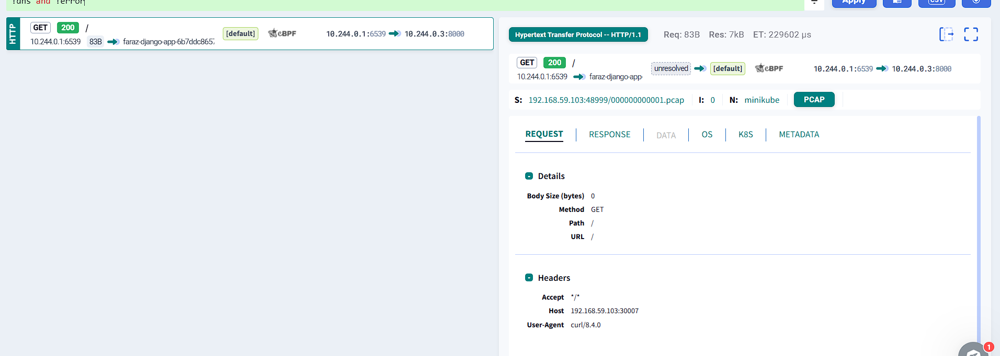 !dns and !error
Apply
CSV
HTTP
GET 200 /
10.244.0.1:6539 83B faraz-django-app-6b7ddc8657
[default]
eBPF
10.244.0.1:6539 10.244.0.3:8000
Hypertext Transfer Protocol -- HTTP/1.1
Req: 83B Res: 7kB ET: 229602 µs
GET 200 /
10.244.0.1:6539 faraz-django-app-
unresolved [default]
eBPF
10.244.0.1:6539 10.244.0.3:8000
S: 192.168.59.103:48999/000000000001.pcap I: 0 N: minikube PCAP
REQUEST RESPONSE DATA OS K8S METADATA
- Details
Body Size (bytes) 0
Method GET
Path /
URL /
- Headers
Accept */*
Host 192.168.59.103:30007
User-Agent curl/8.4.0
1